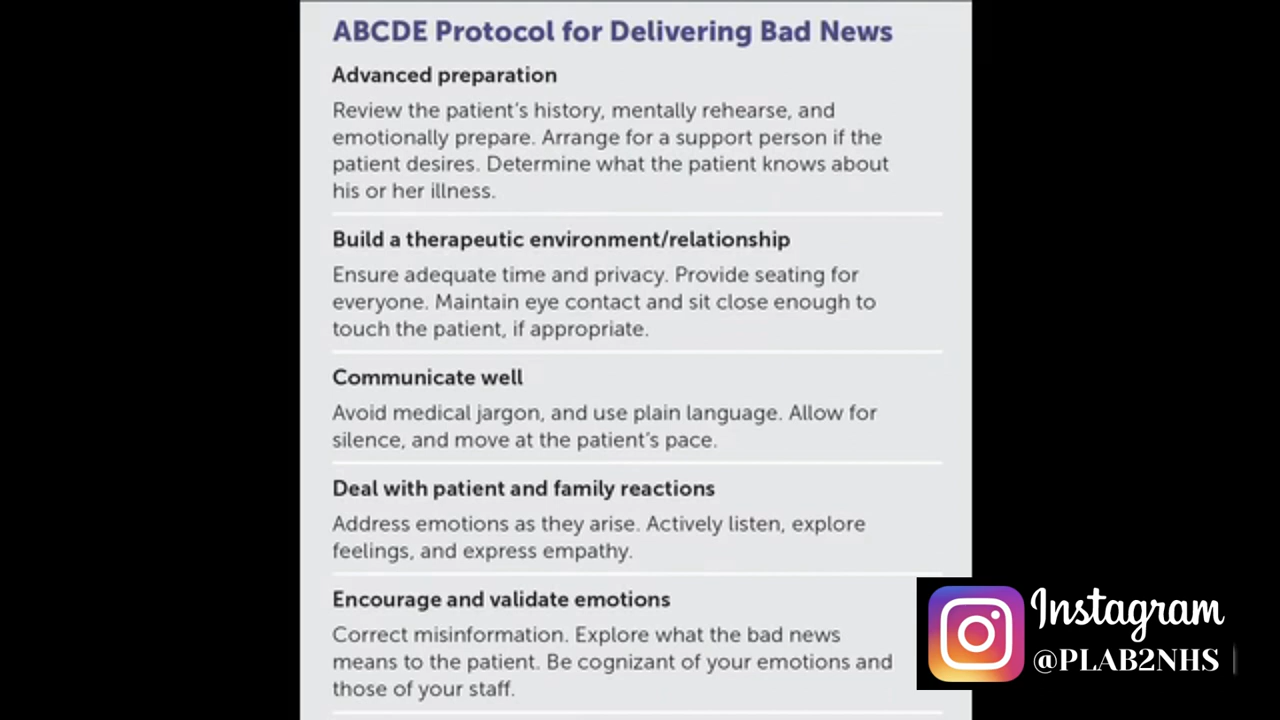 ABCDE Protocol for Delivering Bad News
Advanced preparation
Review the patient's history, mentally rehearse, and
emotionally prepare. Arrange for a support person if the
patient desires. Determine what the patient knows about
his or her illness.
Build a therapeutic environment/relationship
Ensure adequate time and privacy. Provide seating for
everyone. Maintain eye contact and sit close enough to
touch the patient, if appropriate.
Communicate well
Avoid medical jargon, and use plain language. Allow for
silence, and move at the patient's pace.
Deal with patient and family reactions
Address emotions as they arise. Actively listen, explore
feelings, and express empathy.
Encourage and validate emotions
Correct misinformation. Explore what the bad news
means to the patient. Be cognizant of your emotions and
those of your staff.
Instagram
@PLAB2NHS